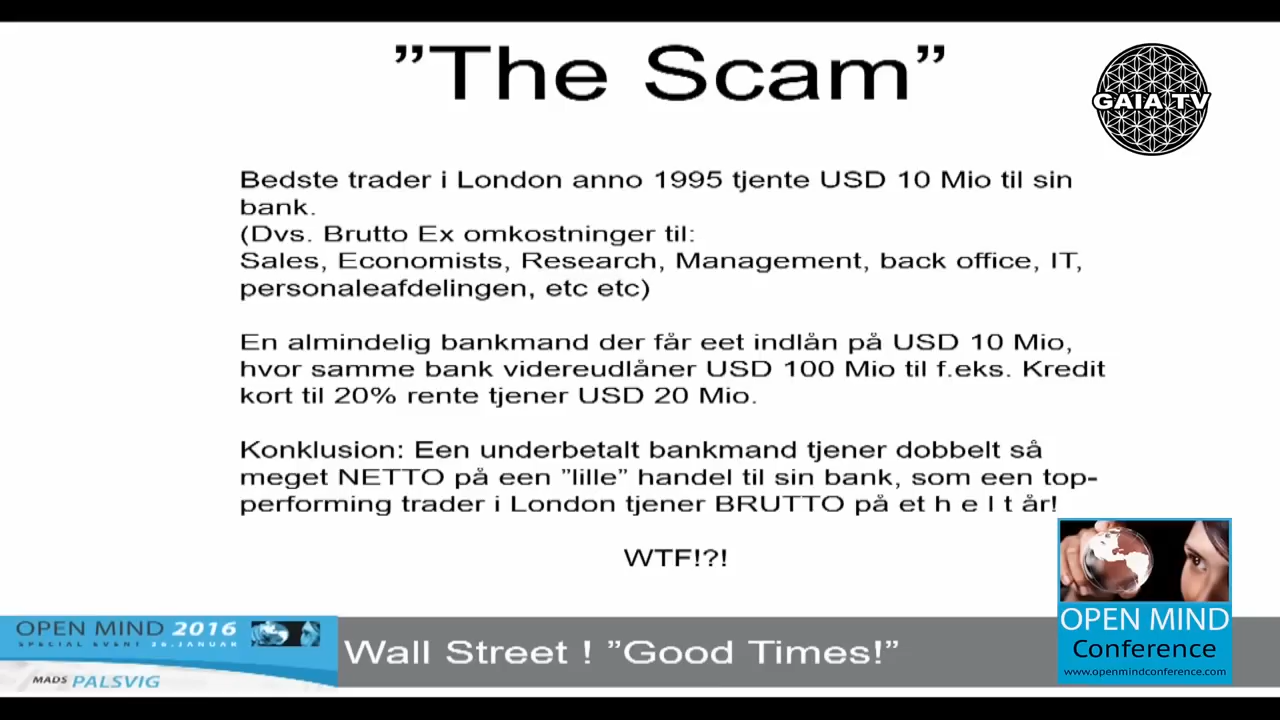 ”The Scam”
GAIA TV
Bedste trader i London anno 1995 tjente USD 10 Mio til sin
bank.
(Dvs. Brutto Ex omkostninger til:
Sales, Economists, Research, Management, back office, IT,
personaleafdelingen, etc etc)
En almindelig bankmand der får eet indlån på USD 10 Mio,
hvor samme bank videreudlåner USD 100 Mio til f.eks. Kredit
kort til 20% rente tjener USD 20 Mio.
Konklusion: Een underbetalt bankmand tjener dobbelt så
meget NETTO på een ”lille” handel til sin bank, som een top-
performing trader i London tjener BRUTTO på et h e l t år!
WTF!?!
OPEN MIND 2016
SPECIAL EVENT 26.JANUAR
MADS PALSVIG
Wall Street ! ”Good Times!”
OPEN MIND
Conference
www.openmindconference.com